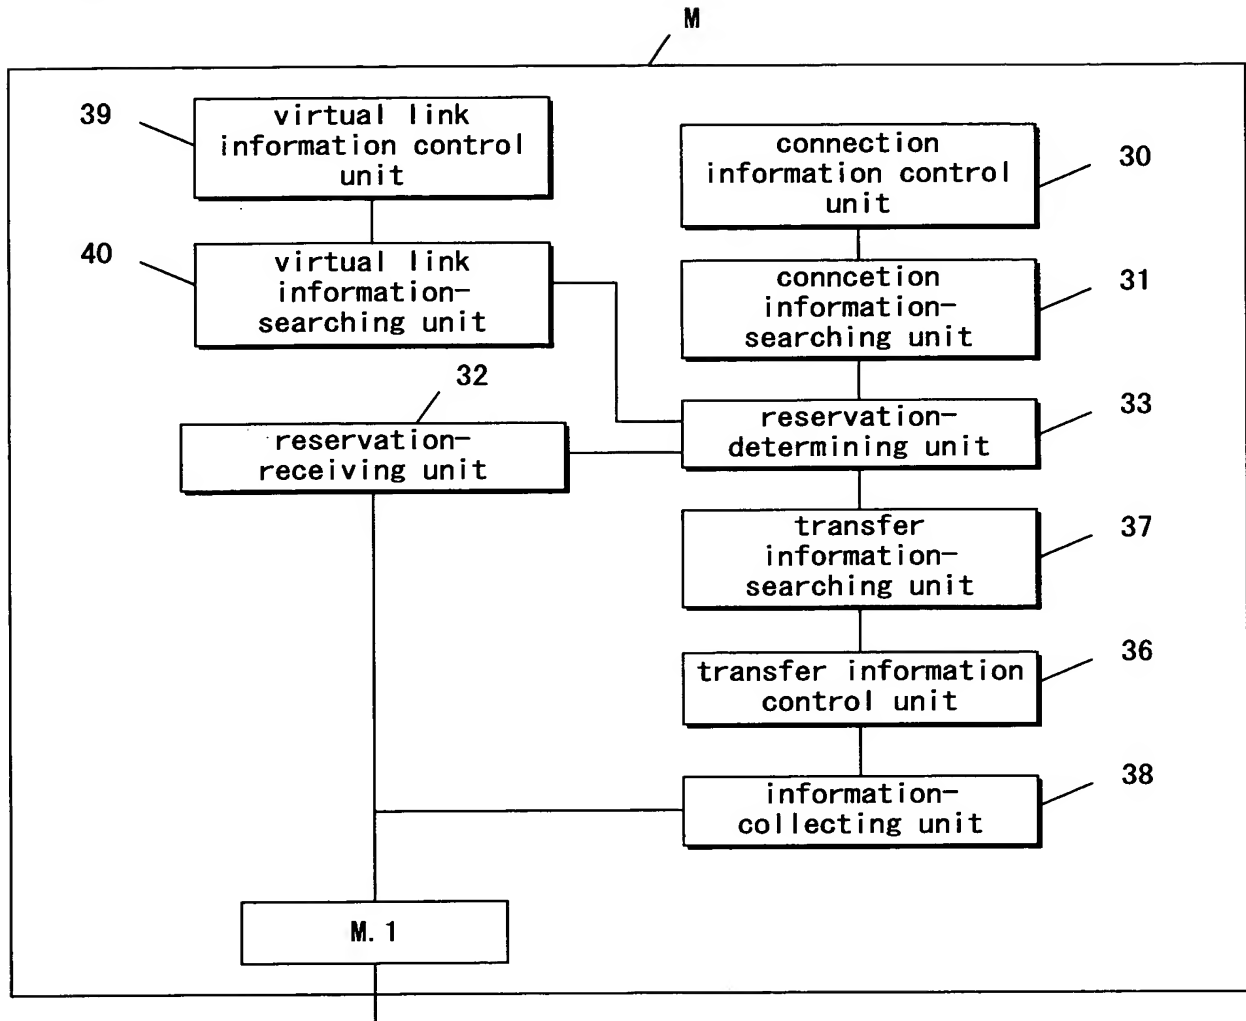 M
39
virtual link
information control
unit
connection
information control
unit
30
40
virtual link
information-
searching unit
conncetion
information-
searching unit
31
32
reservation-
receiving unit
reservation-
determining unit
33
transfer
information-
searching unit
37
transfer information
control unit
36
information-
collecting unit
38
M.1